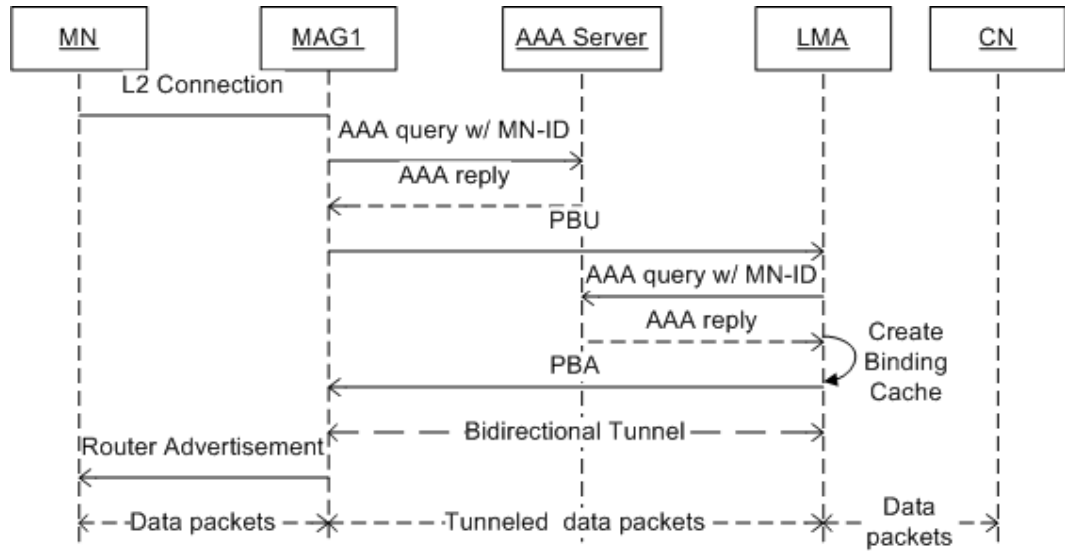 MN
MAG1
AAA Server
LMA
CN
L2 Connection
AAA query w/ MN-ID
AAA reply
PBU
AAA query w/ MN-ID
AAA reply
Create
Binding
Cache
PBA
Bidirectional Tunnel
Router Advertisement
Data packets
Tunneled data packets
Data
packets